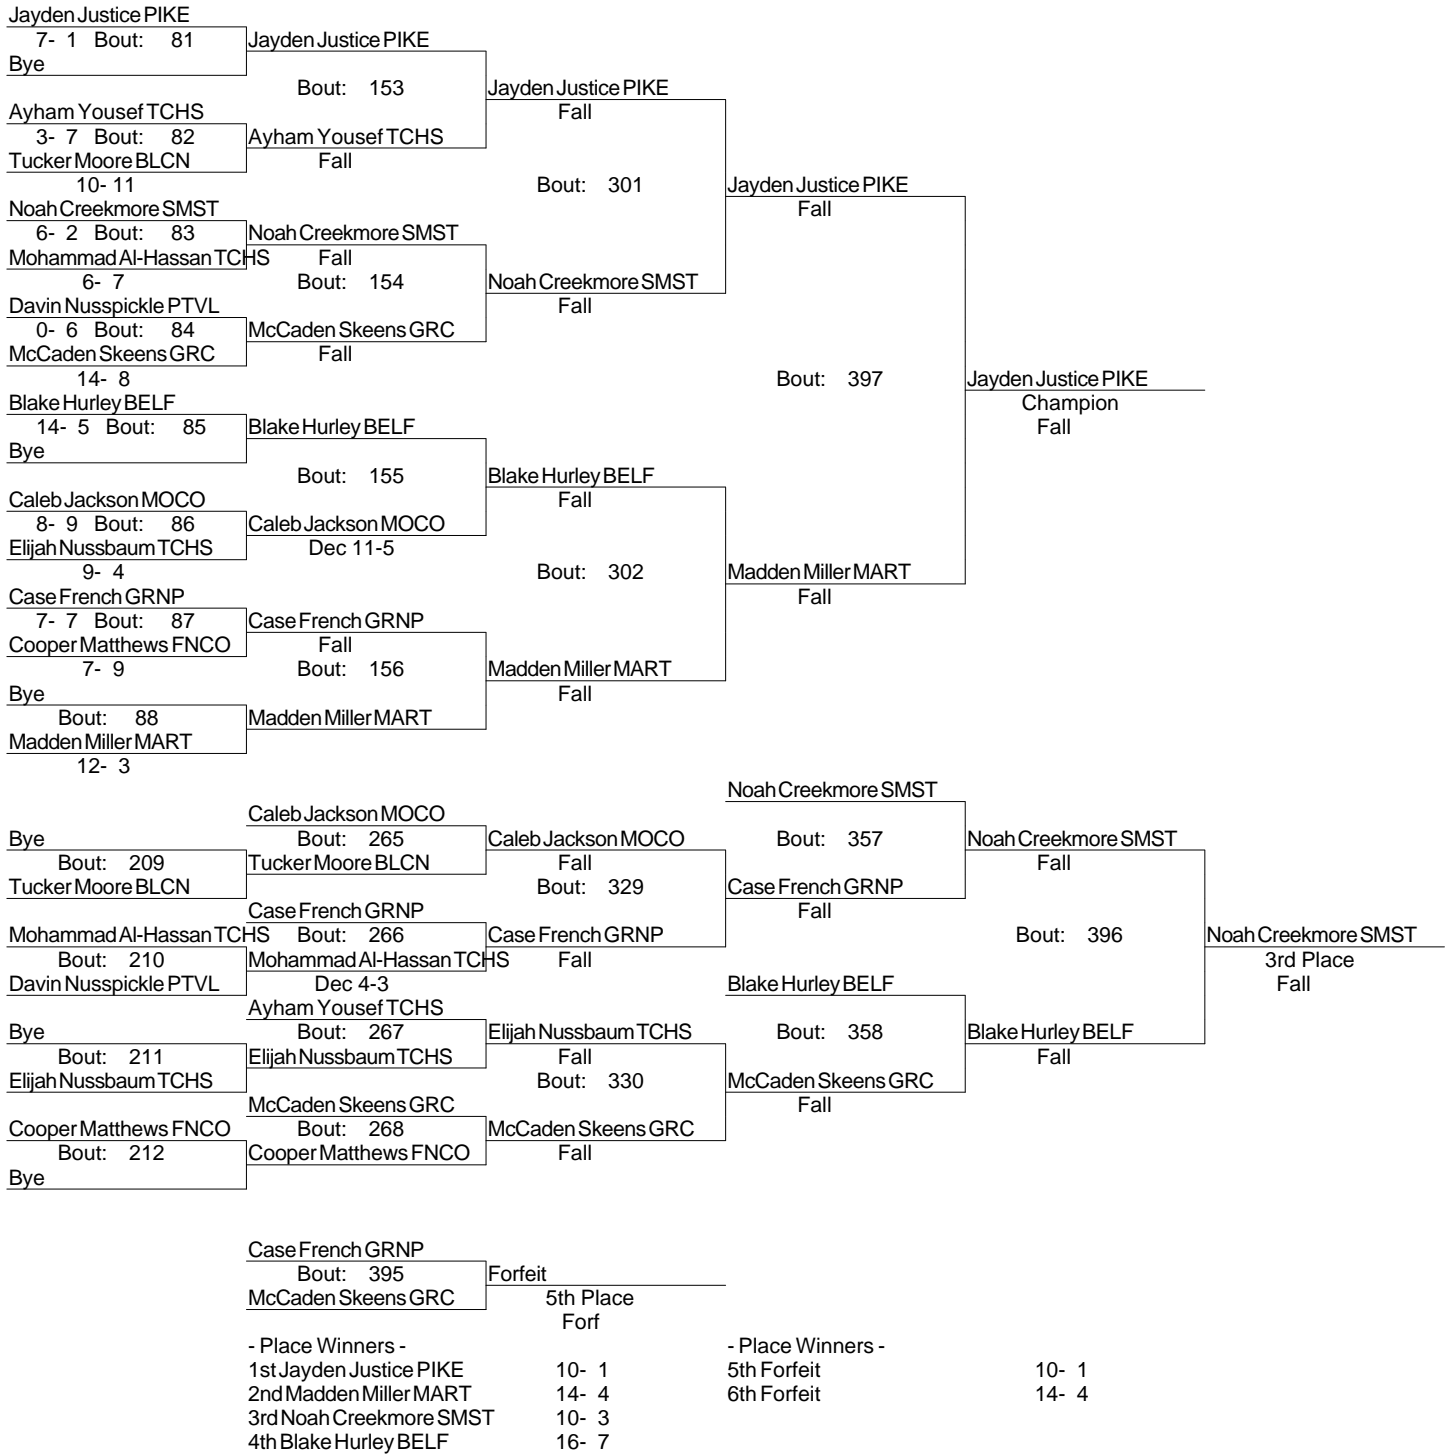 Jayden Justice PIKE
7- 1 Bout: 81 Jayden Justice PIKE
Bye
Bout: 153 Jayden Justice PIKE
Ayham Yousef TCHS Fall
3- 7 Bout: 82 Ayham Yousef TCHS
Tucker Moore BLCN Fall
10- 11 Bout: 301 Jayden Justice PIKE
Noah Creekmore SMST Fall
6- 2 Bout: 83 Noah Creekmore SMST
Mohammad Al-Hassan TCHS Fall
6- 7 Bout: 154 Noah Creekmore SMST
Davin Nusspickle PTVL Fall
0- 6 Bout: 84 McCaden Skeens GRC
McCaden Skeens GRC Fall
14- 8 Bout: 397 Jayden Justice PIKE
Blake Hurley BELF Champion
14- 5 Bout: 85 Blake Hurley BELF Fall
Bye
Bout: 155 Blake Hurley BELF
Caleb Jackson MOCO Fall
8- 9 Bout: 86 Caleb Jackson MOCO
Elijah Nussbaum TCHS Dec 11-5
9- 4 Bout: 302 Madden Miller MART
Case French GRNP Fall
7- 7 Bout: 87 Case French GRNP
Cooper Matthews FNCO Fall
7- 9 Bout: 156 Madden Miller MART
Bye Fall
Bout: 88 Madden Miller MART
Madden Miller MART
12- 3
Noah Creekmore SMST
Caleb Jackson MOCO
Bye Bout: 265 Caleb Jackson MOCO Bout: 357 Noah Creekmore SMST
Bout: 209 Tucker Moore BLCN Fall Fall
Tucker Moore BLCN Bout: 329 Case French GRNP
Case French GRNP Fall
Mohammad Al-Hassan TCHS Bout: 266 Case French GRNP Bout: 396 Noah Creekmore SMST
Bout: 210 Mohammad Al-Hassan TCHS Fall 3rd Place
Davin Nusspickle PTVL Dec 4-3 Blake Hurley BELF Fall
Ayham Yousef TCHS
Bye Bout: 267 Elijah Nussbaum TCHS Bout: 358 Blake Hurley BELF
Bout: 211 Elijah Nussbaum TCHS Fall Fall
Elijah Nussbaum TCHS Bout: 330 McCaden Skeens GRC
McCaden Skeens GRC Fall
Cooper Matthews FNCO Bout: 268 McCaden Skeens GRC
Bout: 212 Cooper Matthews FNCO Fall
Bye
Case French GRNP
Bout: 395 Forfeit
McCaden Skeens GRC 5th Place
Forf
- Place Winners - - Place Winners -
1st Jayden Justice PIKE 10- 1 5th Forfeit 10- 1
2nd Madden Miller MART 14- 4 6th Forfeit 14- 4
3rd Noah Creekmore SMST 10- 3
4th Blake Hurley BELF 16- 7